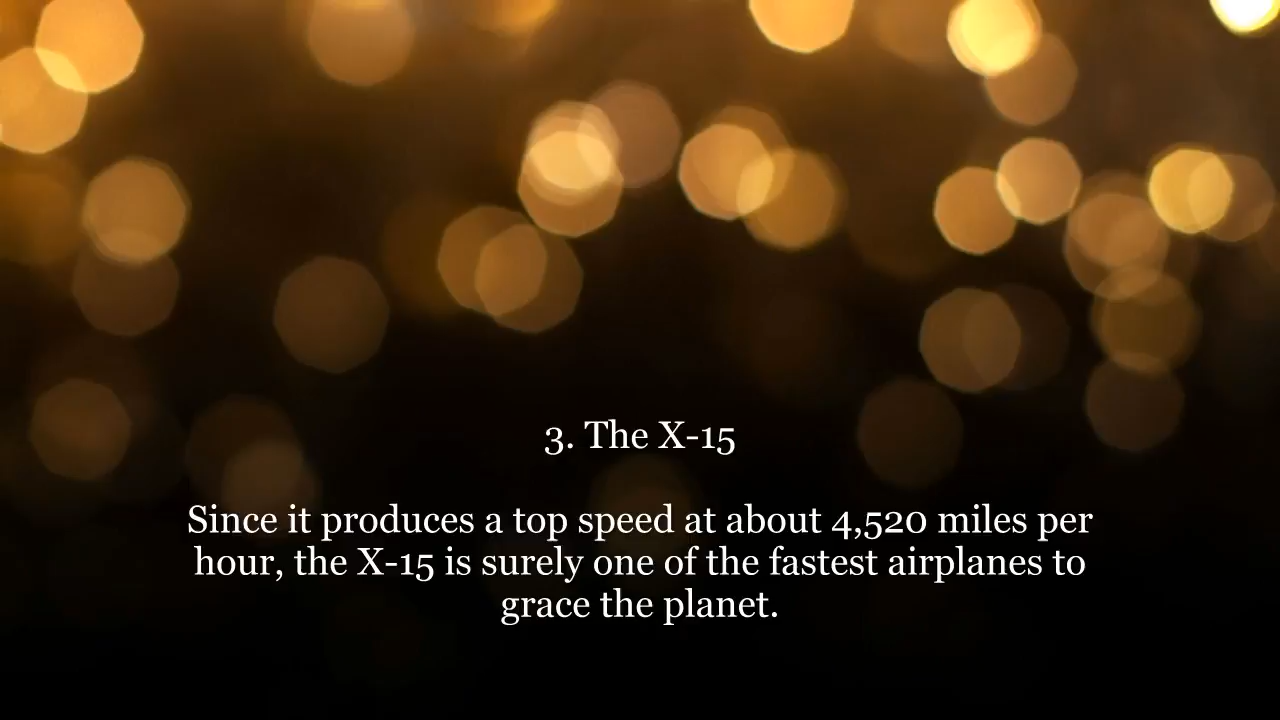 3. The X-15
Since it produces a top speed at about 4,520 miles per
hour, the X-15 is surely one of the fastest airplanes to
grace the planet.